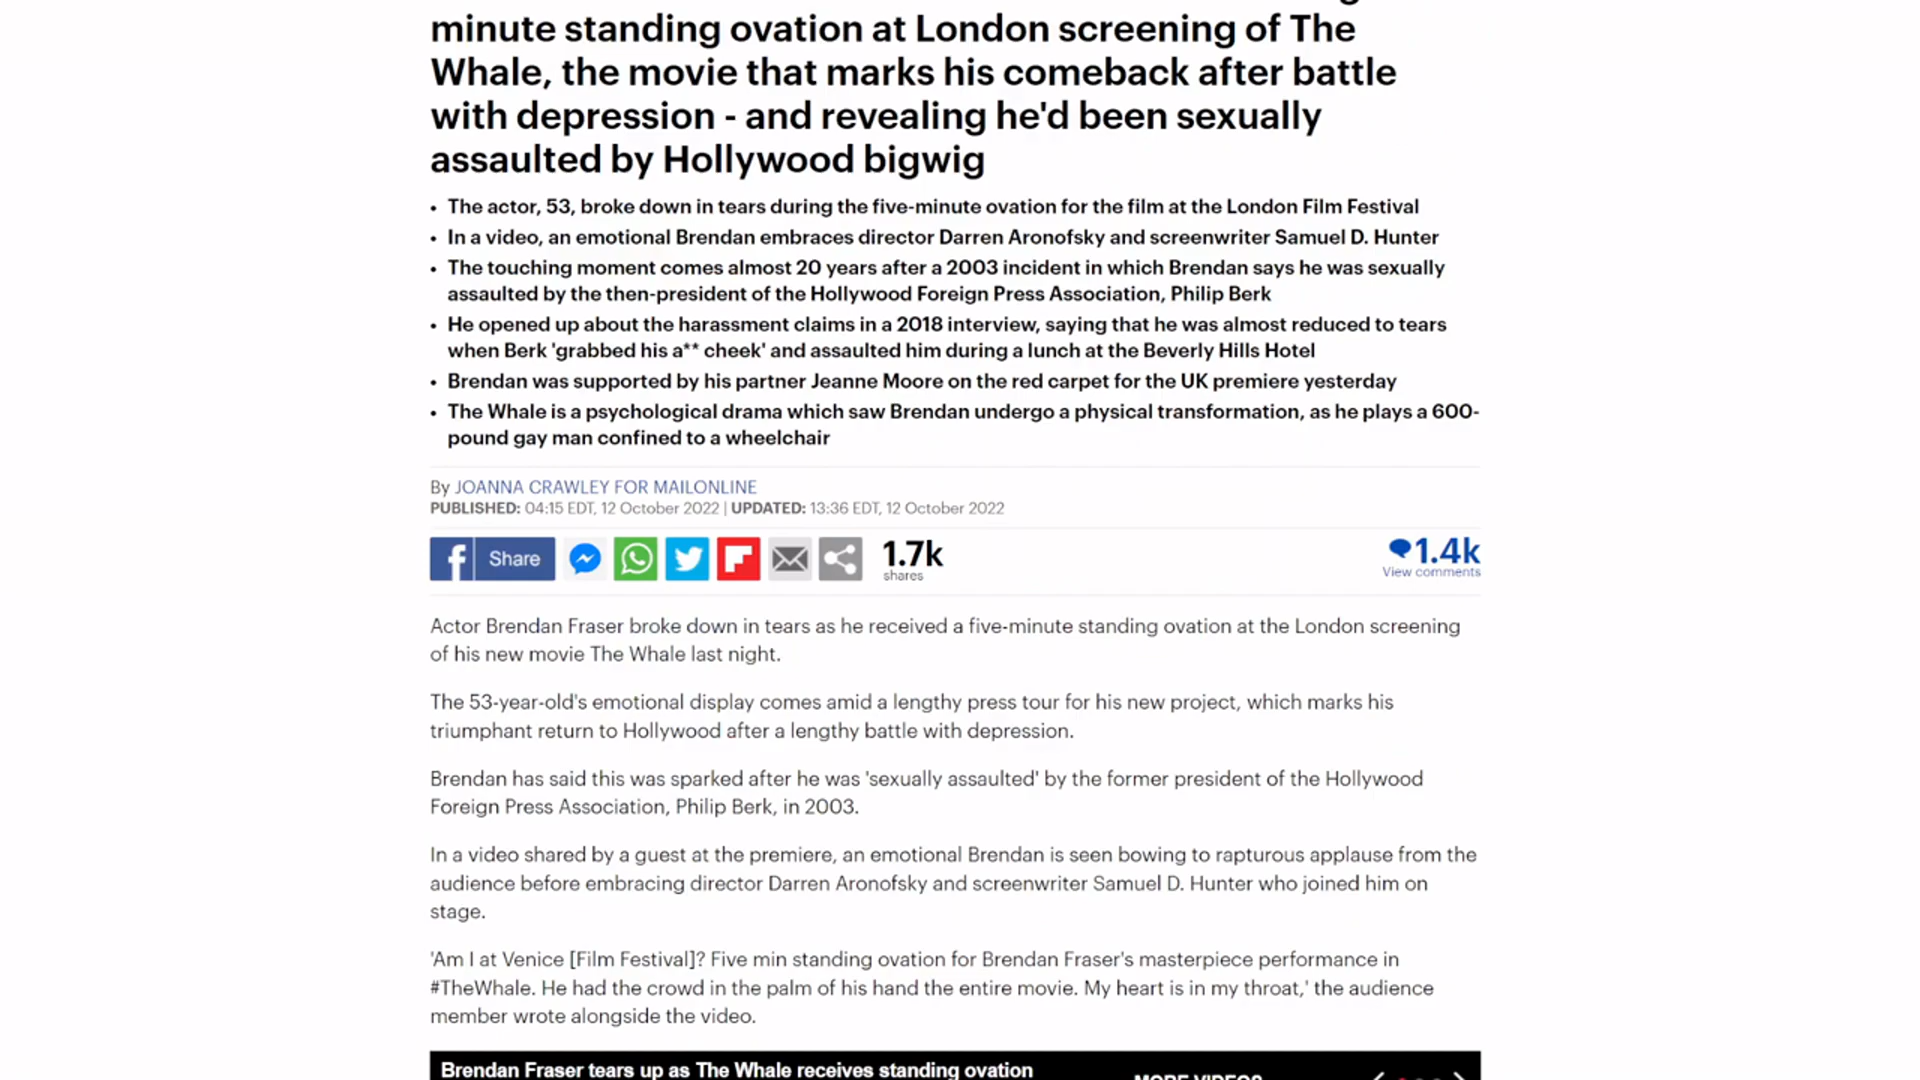 minute standing ovation at London screening of The
Whale, the movie that marks his comeback after battle
with depression - and revealing he'd been sexually
assaulted by Hollywood bigwig
• The actor, 53, broke down in tears during the five-minute ovation for the film at the London Film Festival
• In a video, an emotional Brendan embraces director Darren Aronofsky and screenwriter Samuel D. Hunter
• The touching moment comes almost 20 years after a 2003 incident in which Brendan says he was sexually
assaulted by the then-president of the Hollywood Foreign Press Association, Philip Berk
• He opened up about the harassment claims in a 2018 interview, saying that he was almost reduced to tears
when Berk 'grabbed his a** cheek' and assaulted him during a lunch at the Beverly Hills Hotel
• Brendan was supported by his partner Jeanne Moore on the red carpet for the UK premiere yesterday
• The Whale is a psychological drama which saw Brendan undergo a physical transformation, as he plays a 600-
pound gay man confined to a wheelchair
By JOANNA CRAWLEY FOR MAILONLINE
PUBLISHED: 04:15 EDT, 12 October 2022 | UPDATED: 13:36 EDT, 12 October 2022
Share
1.7k
shares
1.4k
View comments
Actor Brendan Fraser broke down in tears as he received a five-minute standing ovation at the London screening
of his new movie The Whale last night.
The 53-year-old's emotional display comes amid a lengthy press tour for his new project, which marks his
triumphant return to Hollywood after a lengthy battle with depression.
Brendan has said this was sparked after he was 'sexually assaulted' by the former president of the Hollywood
Foreign Press Association, Philip Berk, in 2003.
In a video shared by a guest at the premiere, an emotional Brendan is seen bowing to rapturous applause from the
audience before embracing director Darren Aronofsky and screenwriter Samuel D. Hunter who joined him on
stage.
'Am I at Venice [Film Festival]? Five min standing ovation for Brendan Fraser's masterpiece performance in
#TheWhale. He had the crowd in the palm of his hand the entire movie. My heart is in my throat,' the audience
member wrote alongside the video.
Brendan Fraser tears up as The Whale receives standing ovation
MORE VIDEOS